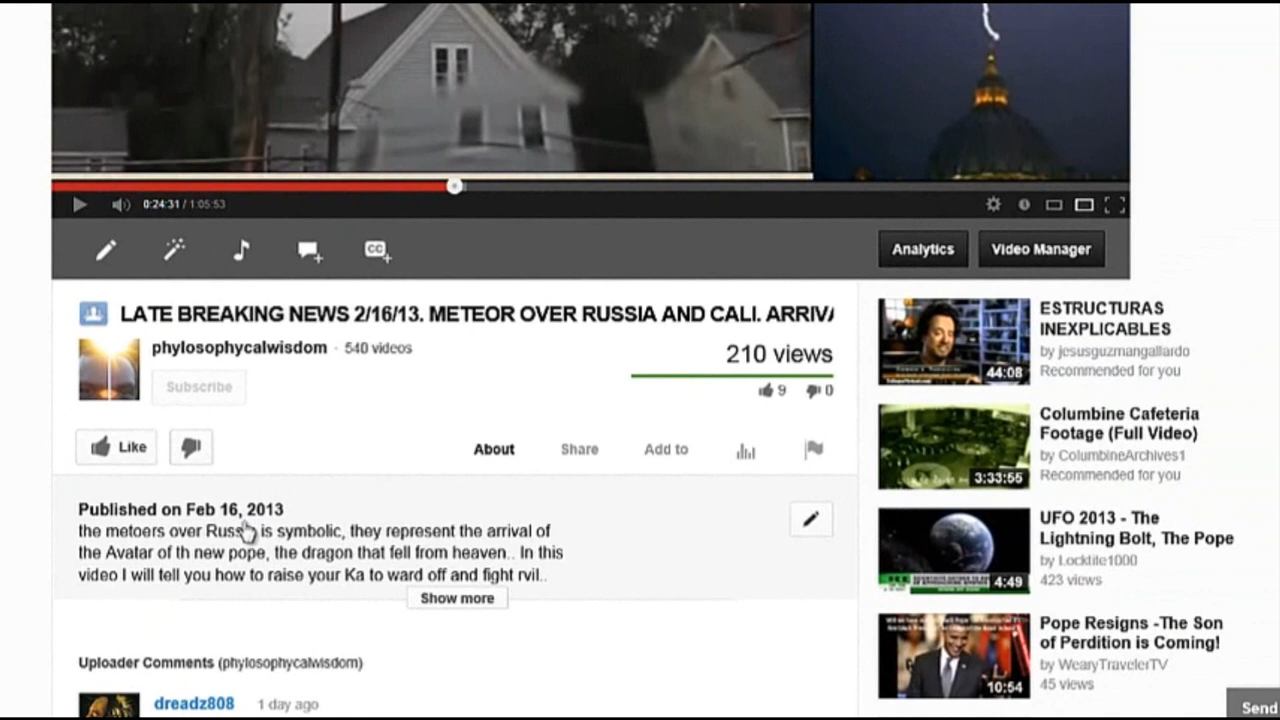 0:24:31 / 1:05:53
CC
Analytics
Video Manager
LATE BREAKING NEWS 2/16/13. METEOR OVER RUSSIA AND CALI. ARRIVA
phylosophycalwisdom · 540 videos
Subscribe
210 views
9
0
Like
About
Share
Add to
Published on Feb 16, 2013
the metoers over Russ is symbolic, they represent the arrival of
the Avatar of th new pope, the dragon that fell from heaven.. In this
video I will tell you how to raise your Ka to ward off and fight rvil..
Show more
Uploader Comments (phylosophycalwisdom)
dreadz808 1 day ago
44:08
ESTRUCTURAS
INEXPLICABLES
by jesusguzmangallardo
Recommended for you
3:33:55
Columbine Cafeteria
Footage (Full Video)
by ColumbineArchives1
Recommended for you
4:49
UFO 2013 - The
Lightning Bolt, The Pope
by Locktite1000
423 views
10:54
Pope Resigns -The Son
of Perdition is Coming!
by WearyTravelerTV
45 views
Send